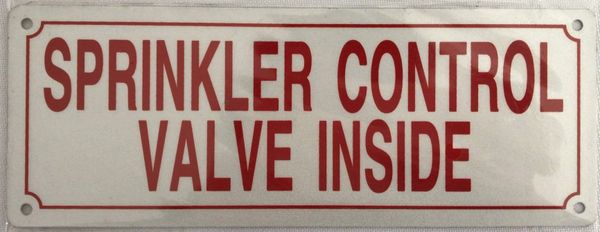 SPRINKLER CONTROL
VALVE INSIDE